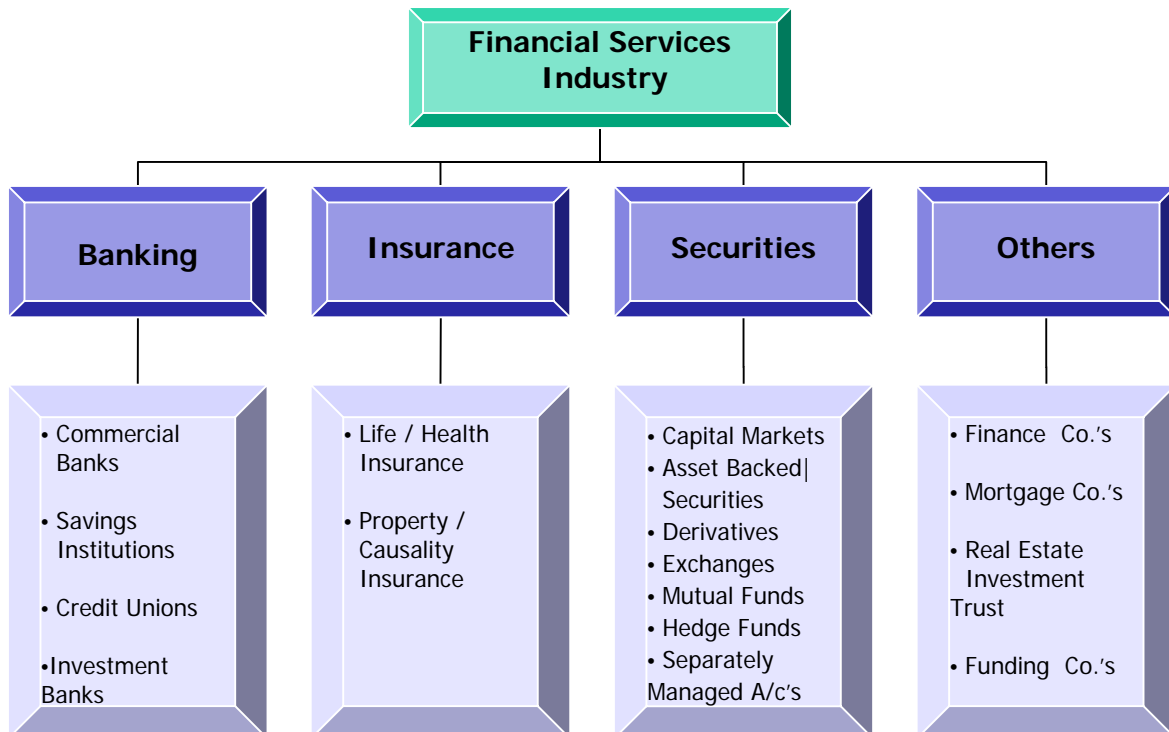 Financial Services
Industry
Banking
Insurance
Securities
Others
• Commercial
Banks
• Savings
Institutions
• Credit Unions
•Investment
Banks
• Life / Health
Insurance
• Property /
Causality
Insurance
• Capital Markets
• Asset Backed|
Securities
• Derivatives
• Exchanges
• Mutual Funds
• Hedge Funds
• Separately
Managed A/c's
• Finance Co.'s
• Mortgage Co.'s
• Real Estate
Investment
Trust
• Funding Co.'s